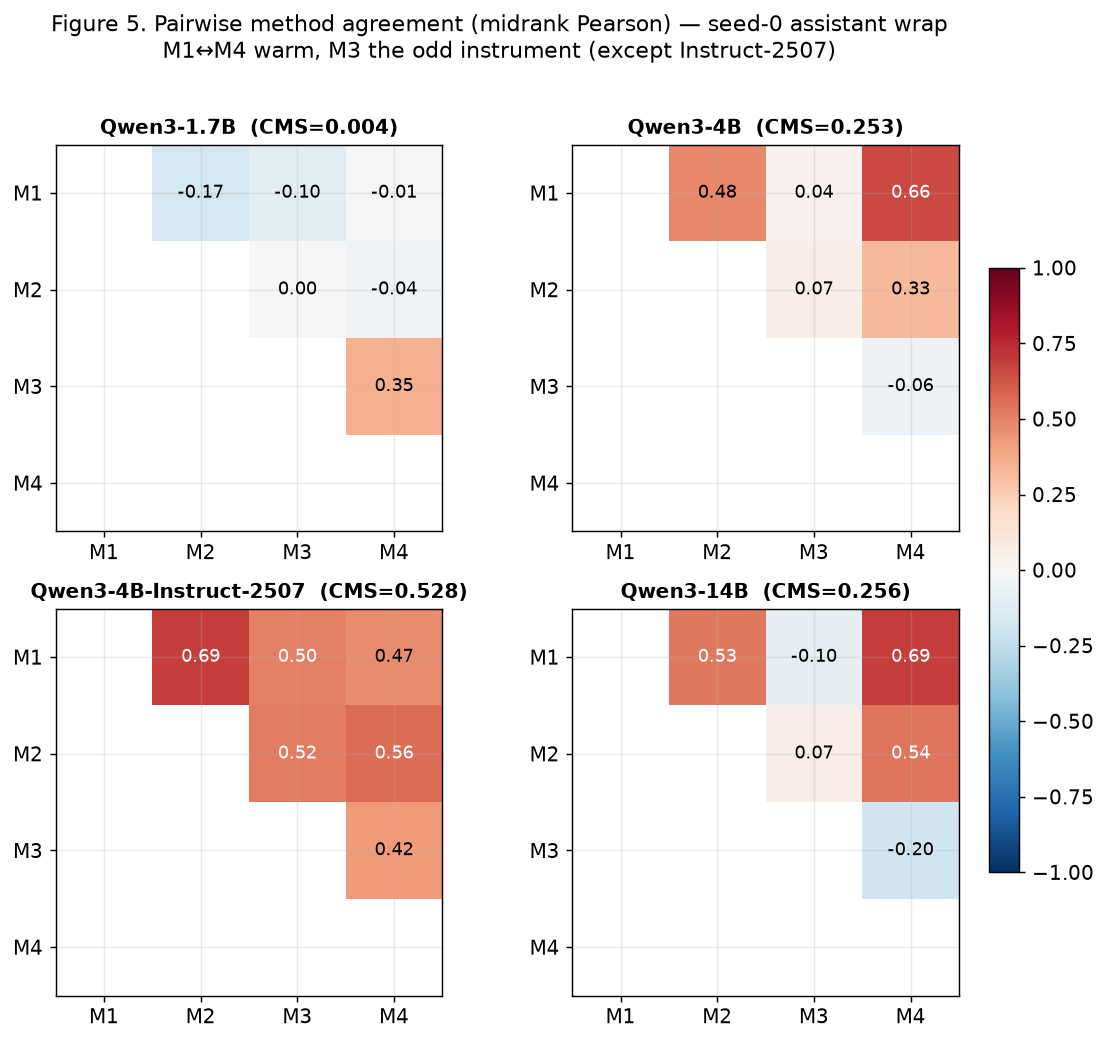 Figure 5. Pairwise method agreement (midrank Pearson) — seed-0 assistant wrap
M1↔M4 warm, M3 the odd instrument (except Instruct-2507)
Qwen3-1.7B (CMS=0.004)
M1
-0.17
-0.10
-0.01
M2
0.00
-0.04
M3
0.35
M4
M1
M2
M3
M4
Qwen3-4B (CMS=0.253)
M1
0.48
0.04
0.66
M2
0.07
0.33
M3
-0.06
M4
M1
M2
M3
M4
Qwen3-4B-Instruct-2507 (CMS=0.528)
M1
0.69
0.50
0.47
M2
0.52
0.56
M3
0.42
M4
M1
M2
M3
M4
Qwen3-14B (CMS=0.256)
M1
0.53
-0.10
0.69
M2
0.07
0.54
M3
-0.20
M4
M1
M2
M3
M4
1.00
0.75
0.50
0.25
0.00
−0.25
−0.50
−0.75
−1.00